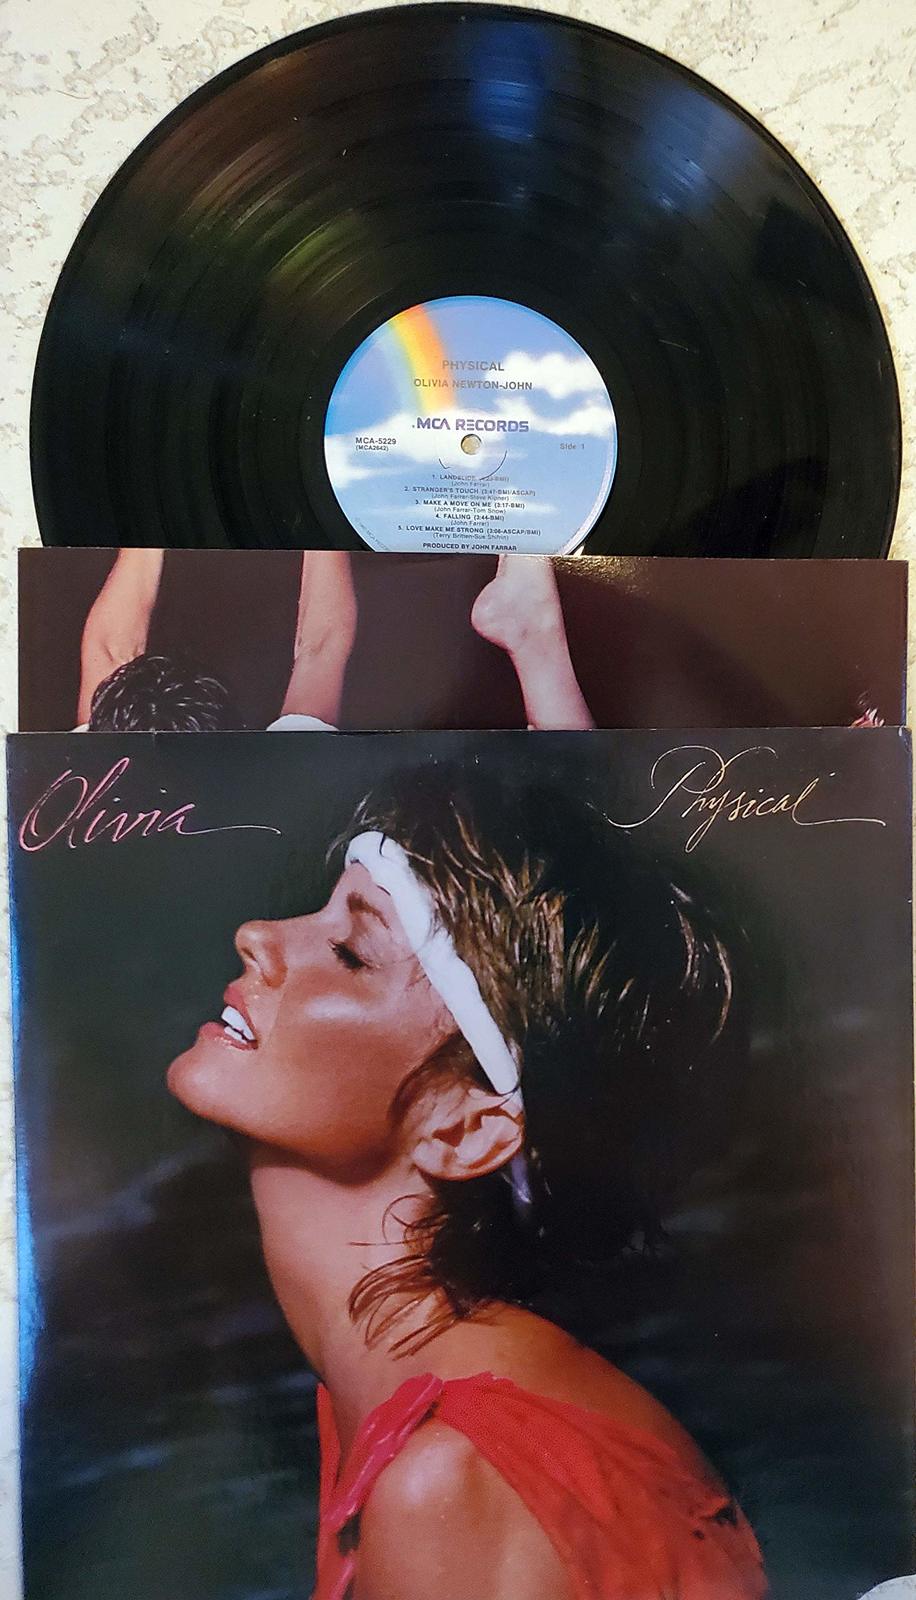 PHYSICAL
OLIVIA NEWTON-JOHN
MCA RECORDS
MCA-5229
(MCA2642)
Side 1
1. LANDSLIDE -BMI)
(John Farrar)
2. STRANGER'S TOUCH (3:47-BMI/ASCAP)
(John Farrar-Steve Kipner)
3. MAKE A MOVE ON ME (3:17-BMI)
(John Farrar-Tom Snow)
4. FALLING (3:44-BMI)
(John Farrar)
5. LOVE MAKE ME STRONG (3:06-ASCAP/BMI)
(Terry Britten-Sue Shifrin)
PRODUCED BY JOHN FARRAR
Olivia
Physical